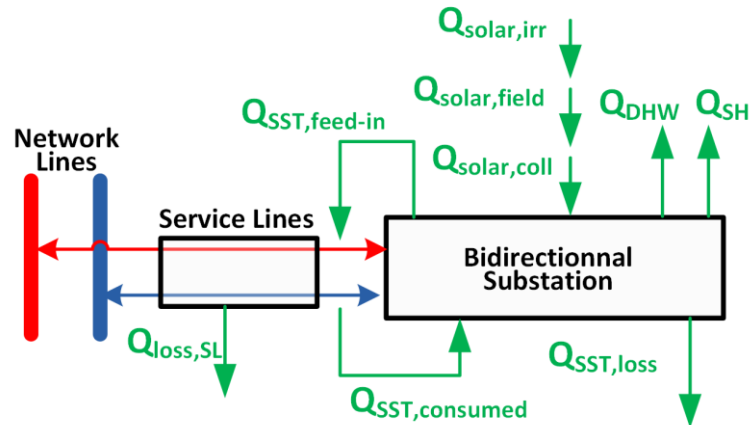 Qsolar,irr
Qsolar,field
QDHW
QSH
QSST,feed-in
Network
Lines
Qsolar,coll
Service Lines
Bidirectionnal
Substation
Qloss,SL
QSST,loss
QSST,consumed